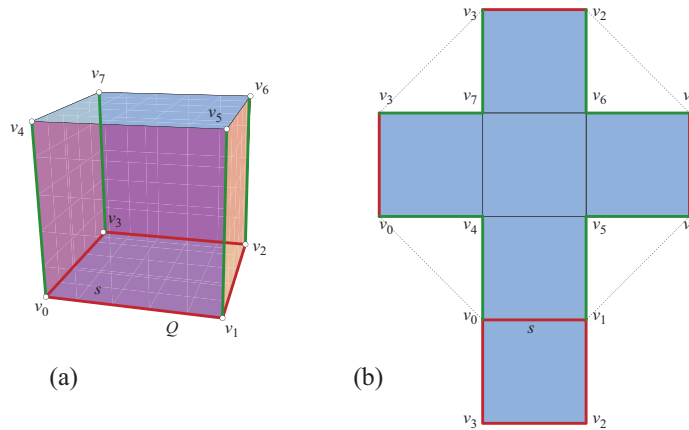 v₇
v₆
v₅
v₄
v₃
v₂
s
v₀
Q
v₁
(a)
v₃ v₂
v₃ v₇ v₆ v
v₀ v₄ v₅ v
v₀ s v₁
v₃ v₂
(b)